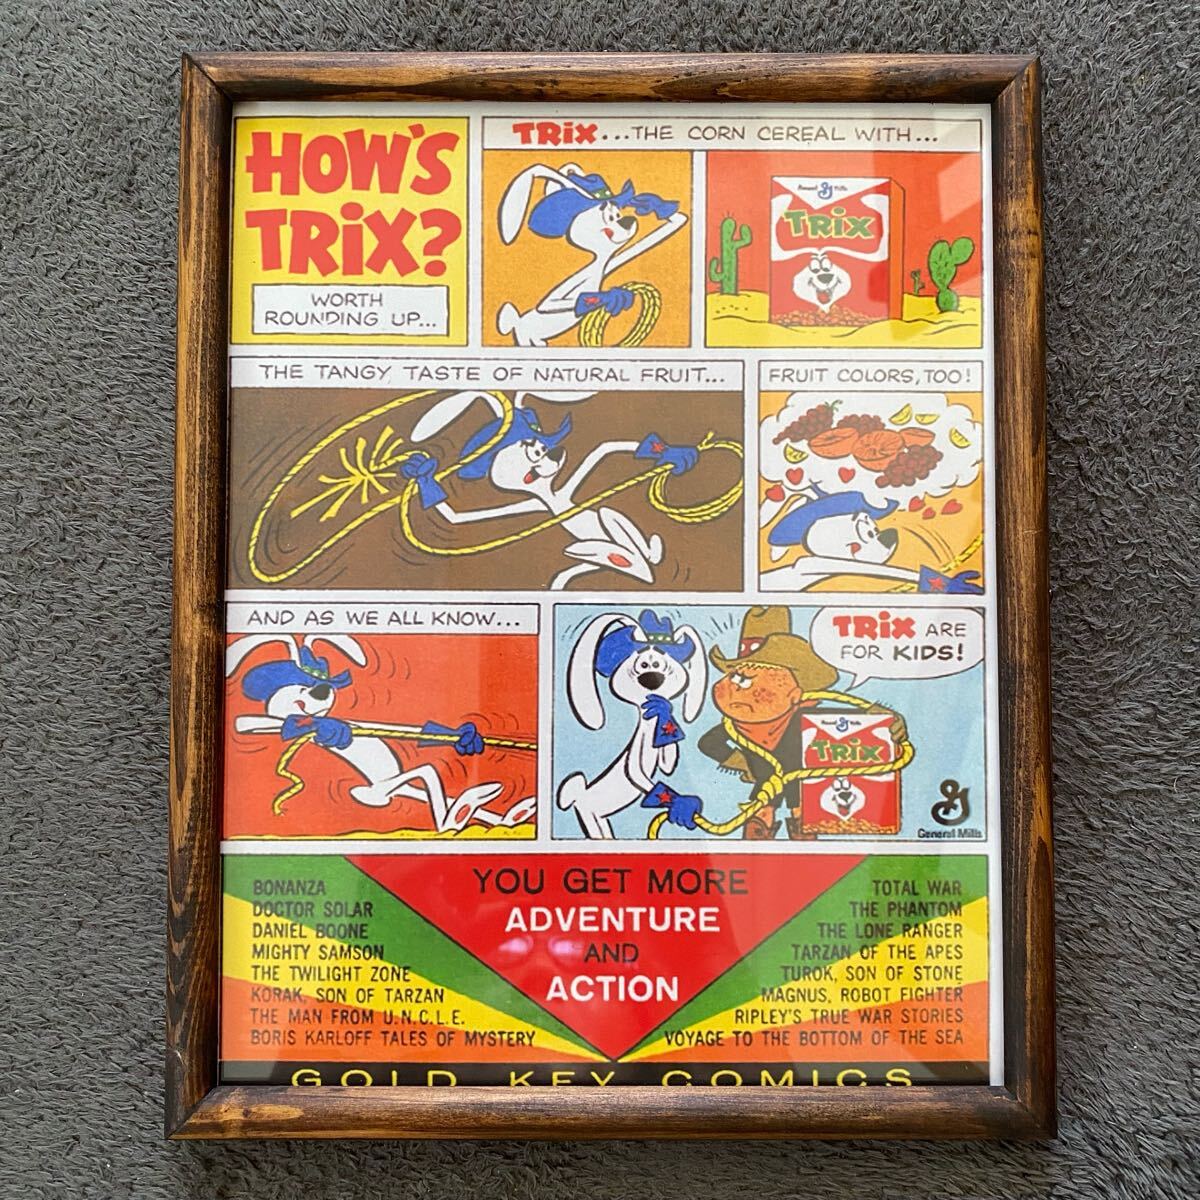 HOW'S
TRiX?
WORTH
ROUNDING UP...
TRiX...THE CORN CEREAL WITH...
General Mills
TRiX
THE TANGY TASTE OF NATURAL FRUIT...
FRUIT COLORS, TOO!
AND AS WE ALL KNOW...
TRiX ARE
FOR KIDS!
General Mills
TRiX
General Mills
YOU GET MORE
ADVENTURE
AND
ACTION
BONANZA
DOCTOR SOLAR
DANIEL BOONE
MIGHTY SAMSON
THE TWILIGHT ZONE
KORAK, SON OF TARZAN
THE MAN FROM U.N.C.L.E.
BORIS KARLOFF TALES OF MYSTERY
TOTAL WAR
THE PHANTOM
THE LONE RANGER
TARZAN OF THE APES
TUROK, SON OF STONE
MAGNUS, ROBOT FIGHTER
RIPLEY'S TRUE WAR STORIES
VOYAGE TO THE BOTTOM OF THE SEA
GOLD KEY COMICS